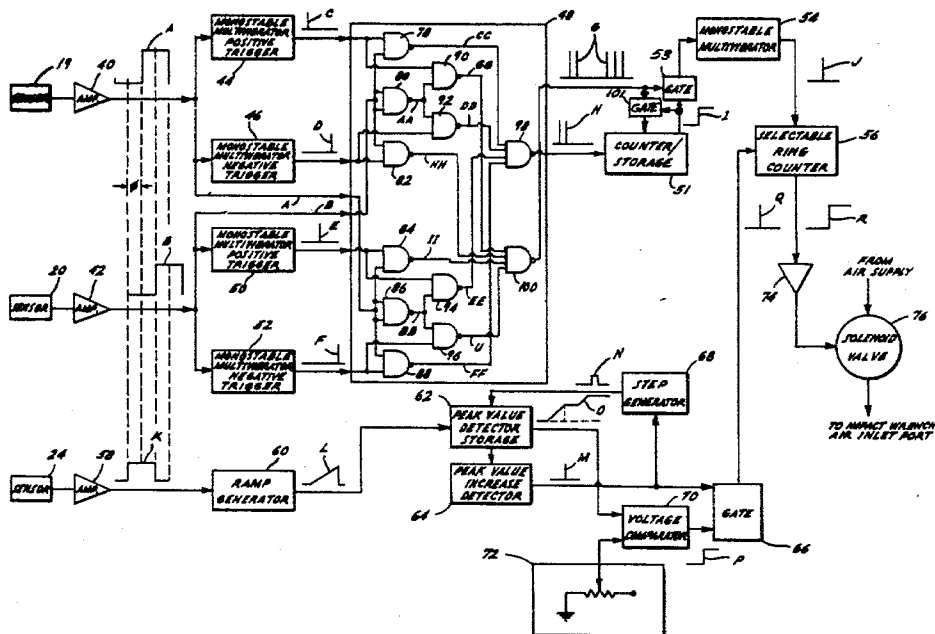 MONOSTABLE
MULTIVIBRATOR
POSITIVE
TRIGGER
44
C
78
CC
48
MONOSTABLE
MULTIVIBRATOR
54
A
19
40
AMP.
90
G
53
GATE
J
80
AA
92
DD
101
GATE
I
46
MONOSTABLE
MULTIVIBRATOR
NEGATIVE
TRIGGER
D
82
HH
98
H
COUNTER/
STORAGE
51
SELECTABLE
RING
COUNTER
56
Φ
A
B
Q
R
B
MONOSTABLE
MULTIVIBRATOR
POSITIVE
TRIGGER
50
E
84
II
100
20
SENSOR
42
AMP.
86
BB
94
EE
74
FROM
AIR SUPPLY
52
MONOSTABLE
MULTIVIBRATOR
NEGATIVE
TRIGGER
F
96
U
88
FF
SOLENOID
VALVE
76
N
STEP
GENERATOR
68
62
PEAK VALUE
DETECTOR
STORAGE
O
TO IMPACT WRENCH
AIR INLET PORT
K
24
SENSOR
58
AMP.
60
RAMP
GENERATOR
L
PEAK VALUE
INCREASE
DETECTOR
64
M
70
VOLTAGE
COMPARATOR
GATE
66
P
72